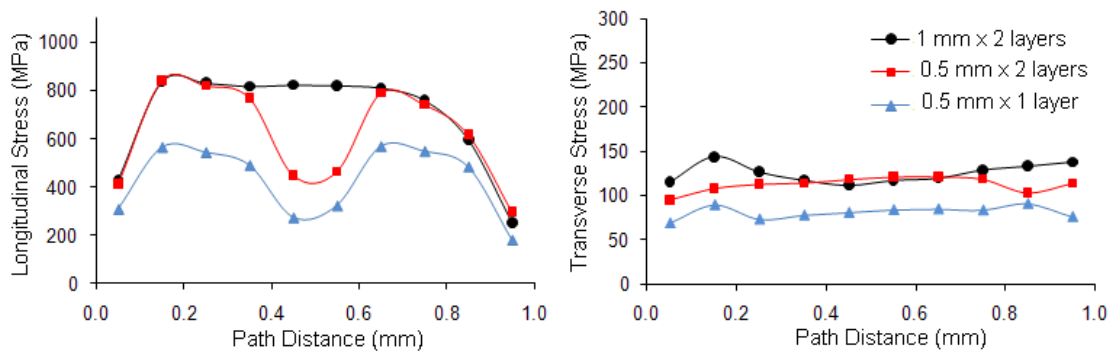 Longitudinal Stress (MPa)
1000
800
600
400
200
0
0.0 0.2 0.4 0.6 0.8 1.0
Path Distance (mm)
Transverse Stress (MPa)
300
250
200
150
100
50
0
0.0 0.2 0.4 0.6 0.8 1.0
Path Distance (mm)
1 mm x 2 layers
0.5 mm x 2 layers
0.5 mm x 1 layer